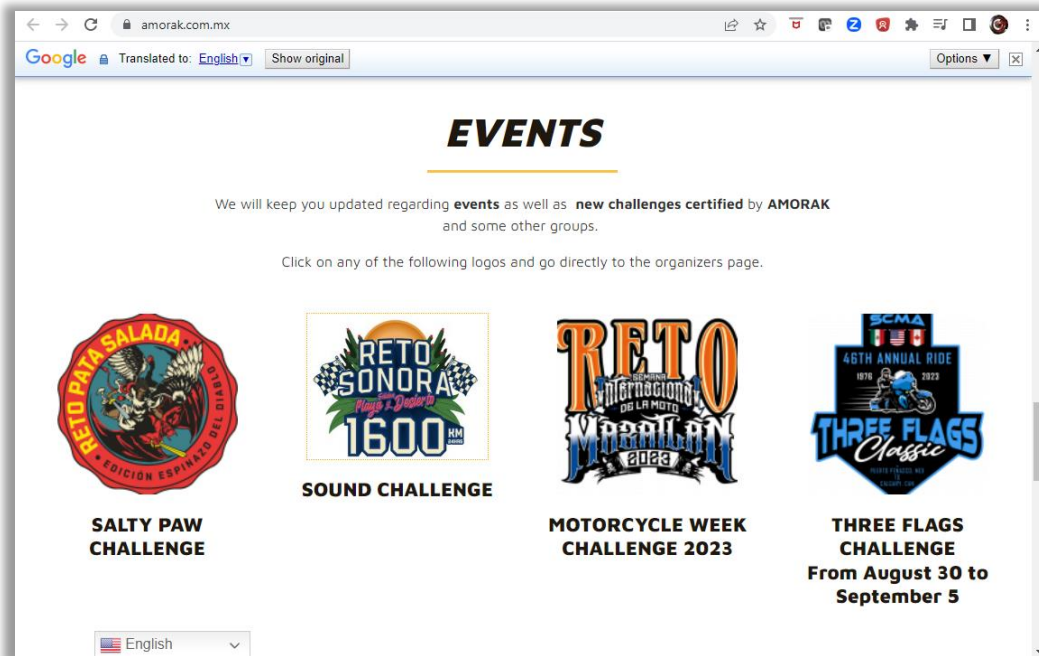 amorak.com.mx
Google Translated to: English Show original Options ▼
EVENTS
We will keep you updated regarding events as well as new challenges certified by AMORAK
and some other groups.
Click on any of the following logos and go directly to the organizers page.
RETO PATA SALADA
EDICIÓN ESPINAZO DEL DIABLO
SALTY PAW
CHALLENGE
RETO
SONORA
Playa & Desierto
1600 KM
SOUND CHALLENGE
RETO
SEMANA
INTERNACIONAL
DE LA MOTO
MAZATLAN
2023
MOTORCYCLE WEEK
CHALLENGE 2023
SCMA
46TH ANNUAL RIDE
1976 2023
THREE FLAGS
Classic
THREE FLAGS
CHALLENGE
From August 30 to
September 5
English